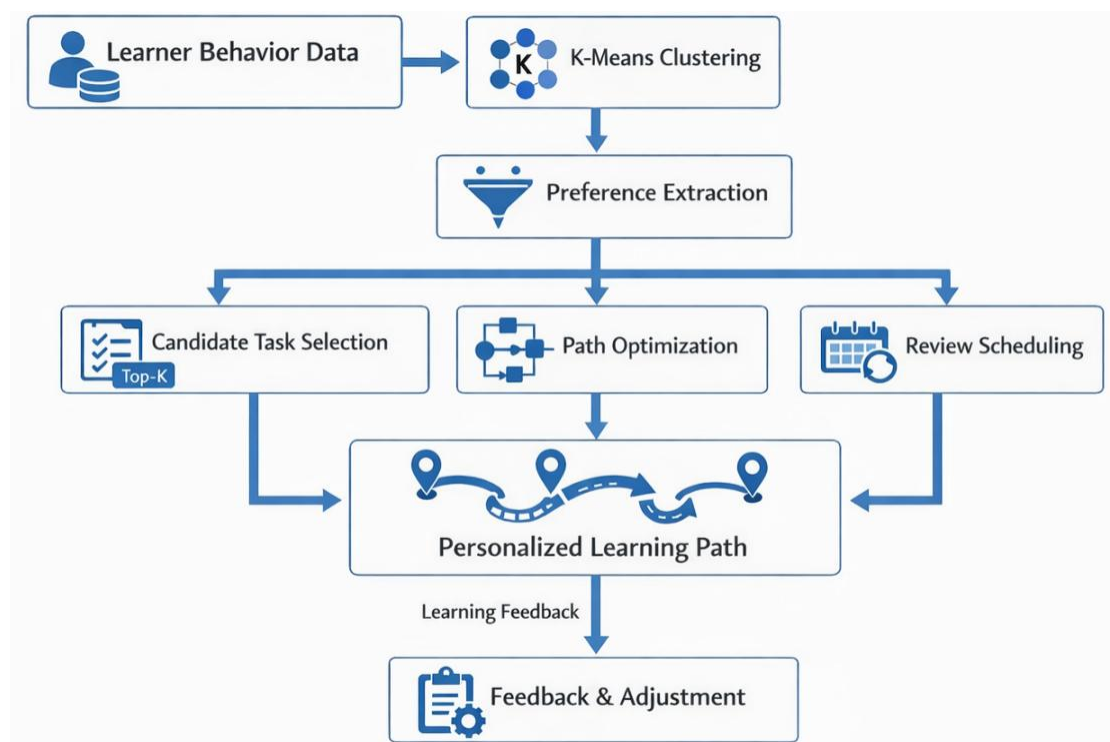 Learner Behavior Data
K
K-Means Clustering
Preference Extraction
Candidate Task Selection
Top-K
Path Optimization
Review Scheduling
Personalized Learning Path
Learning Feedback
Feedback & Adjustment